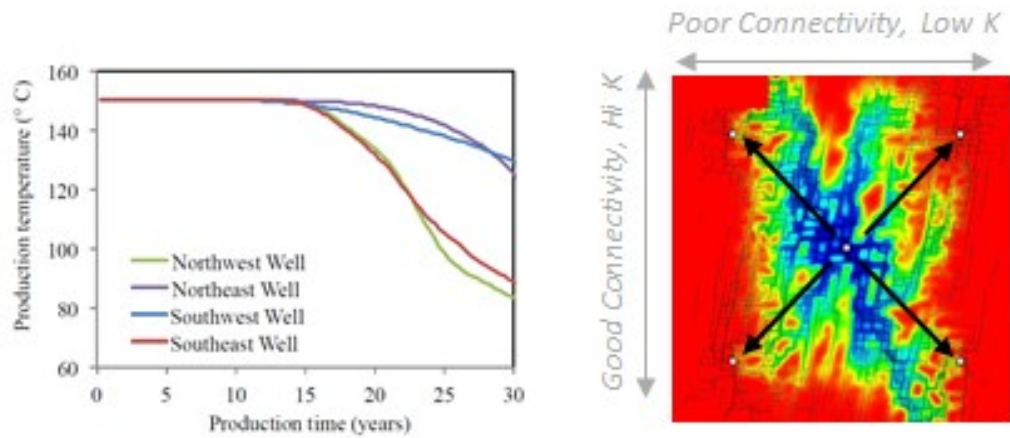 Poor Connectivity, Low K
Good Connectivity, Hi K
Production temperature (° C)
160
140
120
100
80
60
Northwest Well
Northeast Well
Southwest Well
Southeast Well
0 5 10 15 20 25 30
Production time (years)